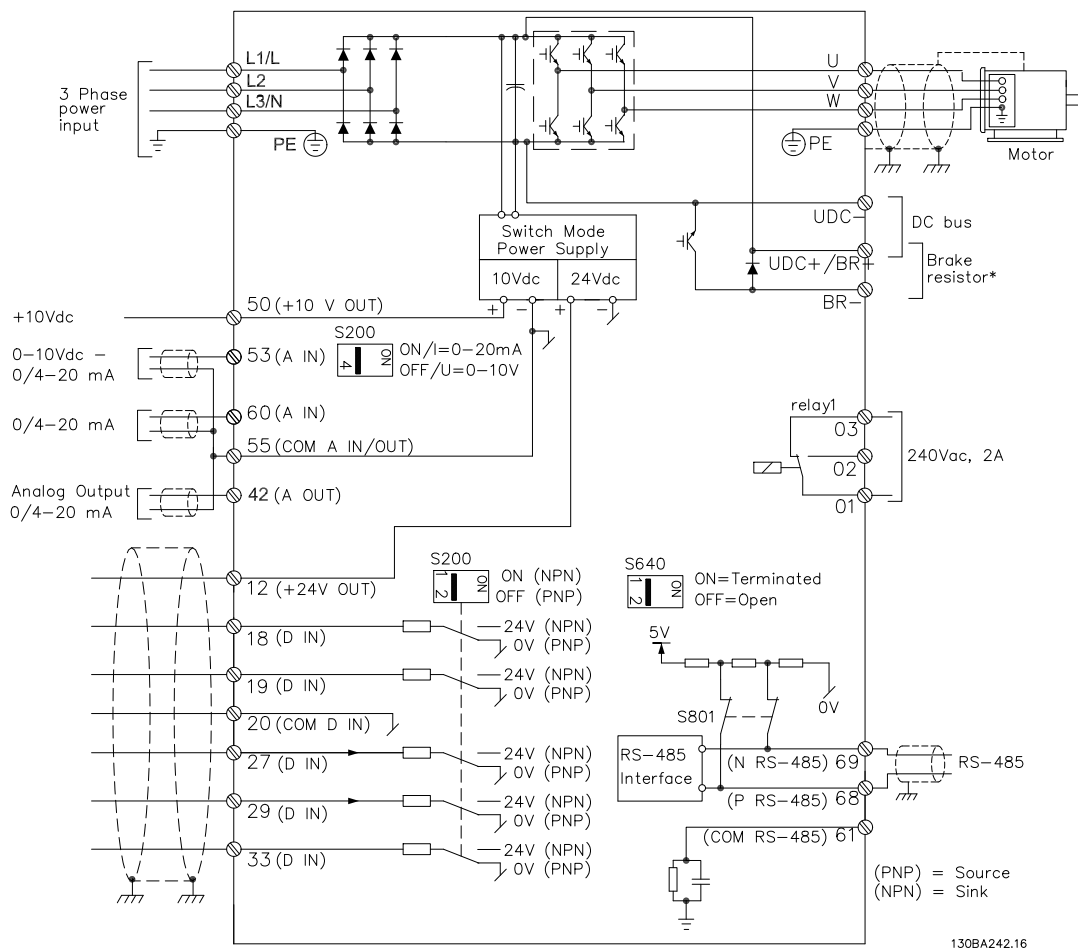 3 Phase
power
input
L1/L
L2
L3/N
PE
U
V
W
PE
Motor
UDC-
DC bus
UDC+/BR+
Brake
resistor*
BR-
Switch Mode
Power Supply
10Vdc
24Vdc
+ - + -
+10Vdc
50 (+10 V OUT)
S200
ON
4
ON/I=0-20mA
OFF/U=0-10V
0-10Vdc -
0/4-20 mA
53 (A IN)
0/4-20 mA
60 (A IN)
55 (COM A IN/OUT)
Analog Output
0/4-20 mA
42 (A OUT)
relay1
03
02
01
240Vac, 2A
12 (+24V OUT)
S200
ON
1 2
ON (NPN)
OFF (PNP)
18 (D IN)
24V (NPN)
0V (PNP)
19 (D IN)
24V (NPN)
0V (PNP)
20 (COM D IN)
27 (D IN)
24V (NPN)
0V (PNP)
29 (D IN)
24V (NPN)
0V (PNP)
33 (D IN)
24V (NPN)
0V (PNP)
S640
ON
1 2
ON=Terminated
OFF=Open
5V
0V
S801
RS-485
Interface
(N RS-485) 69
RS-485
(P RS-485) 68
(COM RS-485) 61
(PNP) = Source
(NPN) = Sink
130BA242.16